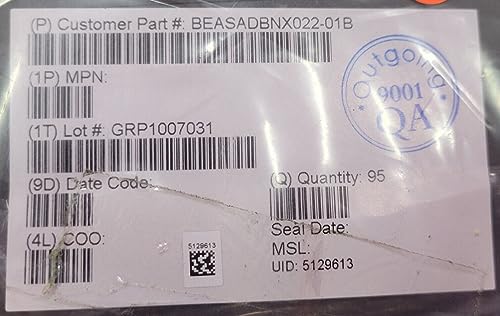 (P) Customer Part #: BEASADBNX022-01B
(1P) MPN:
Outgoing
9001
QA
(1T) Lot #: GRP1007031
(9D) Date Code:
(Q) Quantity: 95
(4L) COO:
5129613
Seal Date:
MSL:
UID: 5129613